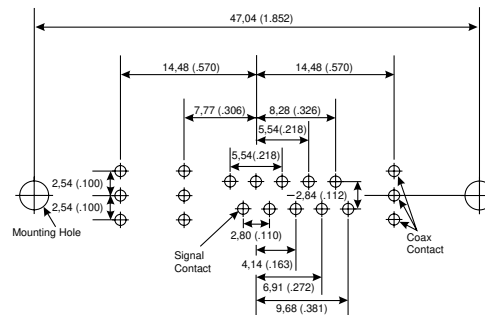 47,04 (1.852)
14,48 (.570)
14,48 (.570)
7,77 (.306)
8,28 (.326)
5,54(.218)
5,54(.218)
2,54 (.100)
2,84 (.112)
2,54 (.100)
Mounting Hole
Signal
Contact
2,80 (.110)
Coax
Contact
4,14 (.163)
6,91 (.272)
9,68 (.381)